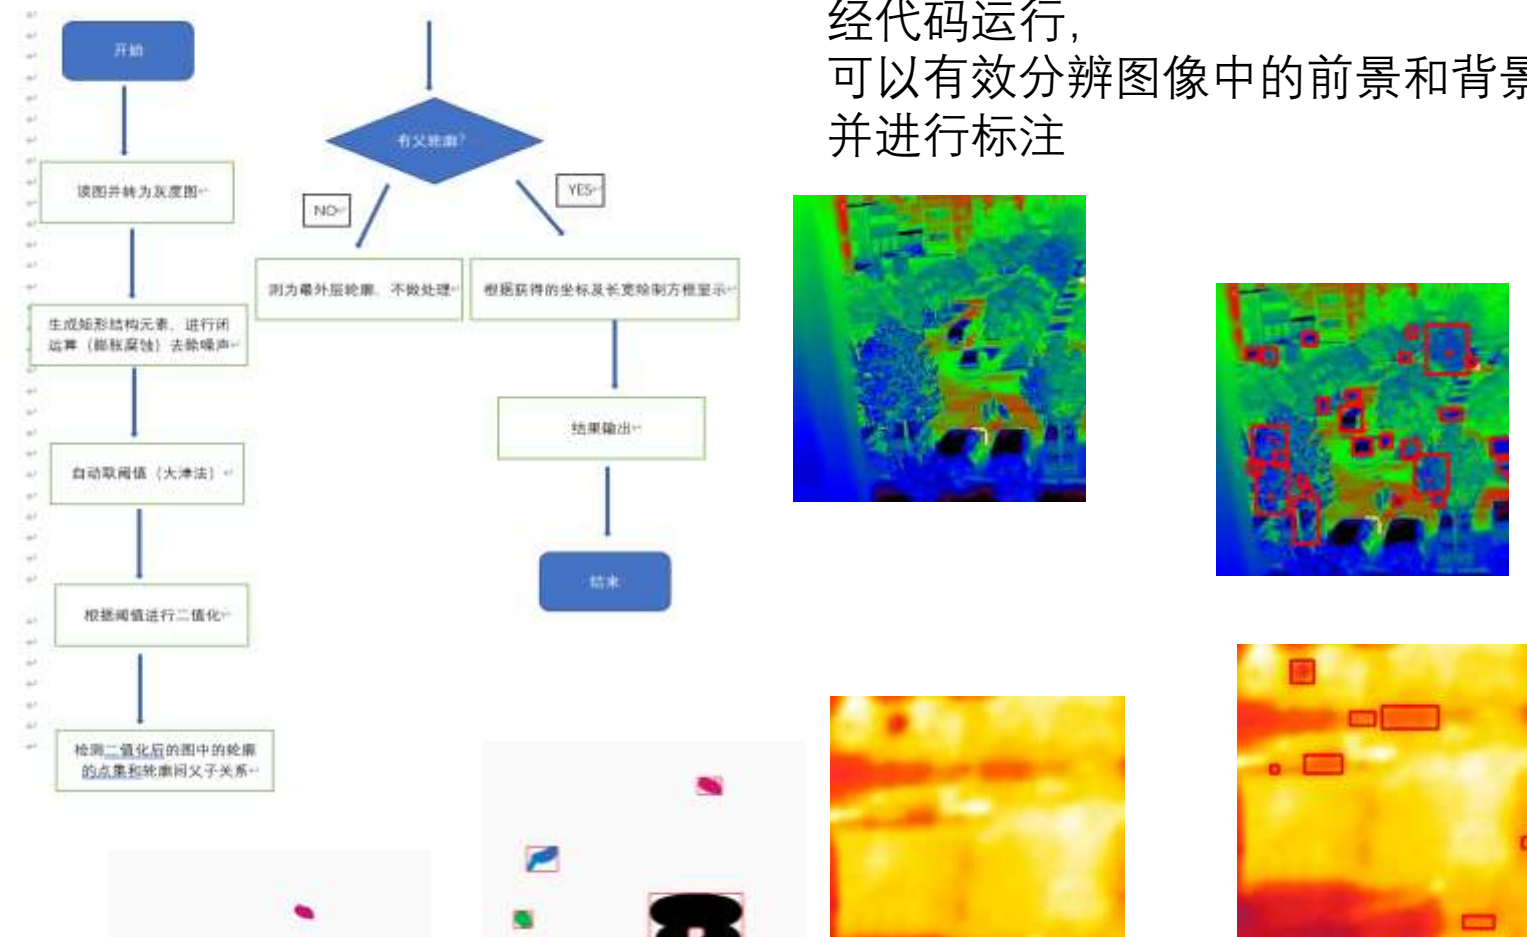 开始
读图并转为灰度图
生成矩形结构元素，进行闭
运算（膨胀腐蚀）去除噪声
自动取阈值（大津法）
根据阈值进行二值化
检测二值化后的图中的轮廓
的点集和轮廓间父子关系
有父轮廓？
NO
YES
则为最外层轮廓，不做处理
根据获得的坐标及长宽绘制方框显示
结果输出
结束
经代码运行，
可以有效分辨图像中的前景和背景
并进行标注